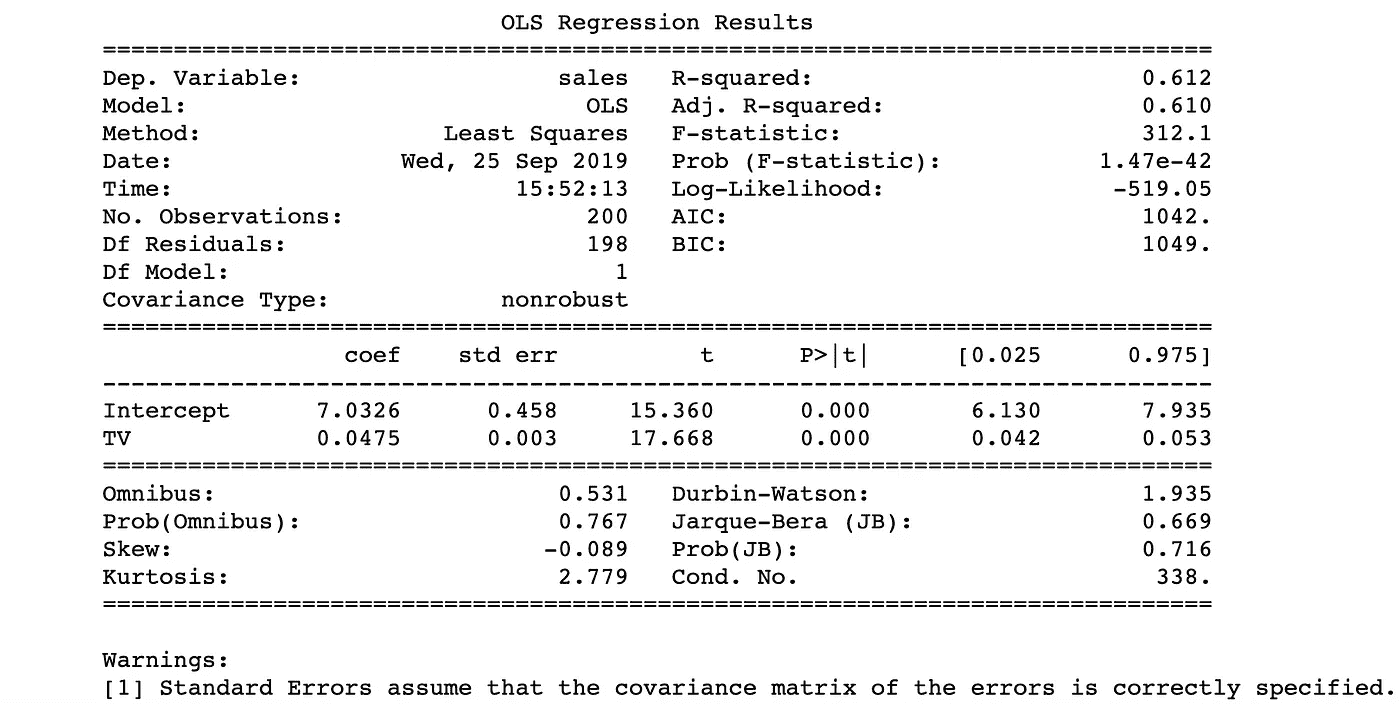 OLS Regression Results
==============================================================================
Dep. Variable:                  sales   R-squared:                       0.612
Model:                            OLS   Adj. R-squared:                  0.610
Method:                 Least Squares   F-statistic:                     312.1
Date:                Wed, 25 Sep 2019   Prob (F-statistic):           1.47e-42
Time:                        15:52:13   Log-Likelihood:                -519.05
No. Observations:                 200   AIC:                             1042.
Df Residuals:                     198   BIC:                             1049.
Df Model:                           1
Covariance Type:            nonrobust
==============================================================================
                 coef    std err          t      P>|t|      [0.025      0.975]
------------------------------------------------------------------------------
Intercept      7.0326      0.458     15.360      0.000       6.130       7.935
TV             0.0475      0.003     17.668      0.000       0.042       0.053
==============================================================================
Omnibus:                        0.531   Durbin-Watson:                   1.935
Prob(Omnibus):                  0.767   Jarque-Bera (JB):                0.669
Skew:                          -0.089   Prob(JB):                        0.716
Kurtosis:                       2.779   Cond. No.                         338.
==============================================================================
Warnings:
[1] Standard Errors assume that the covariance matrix of the errors is correctly specified.